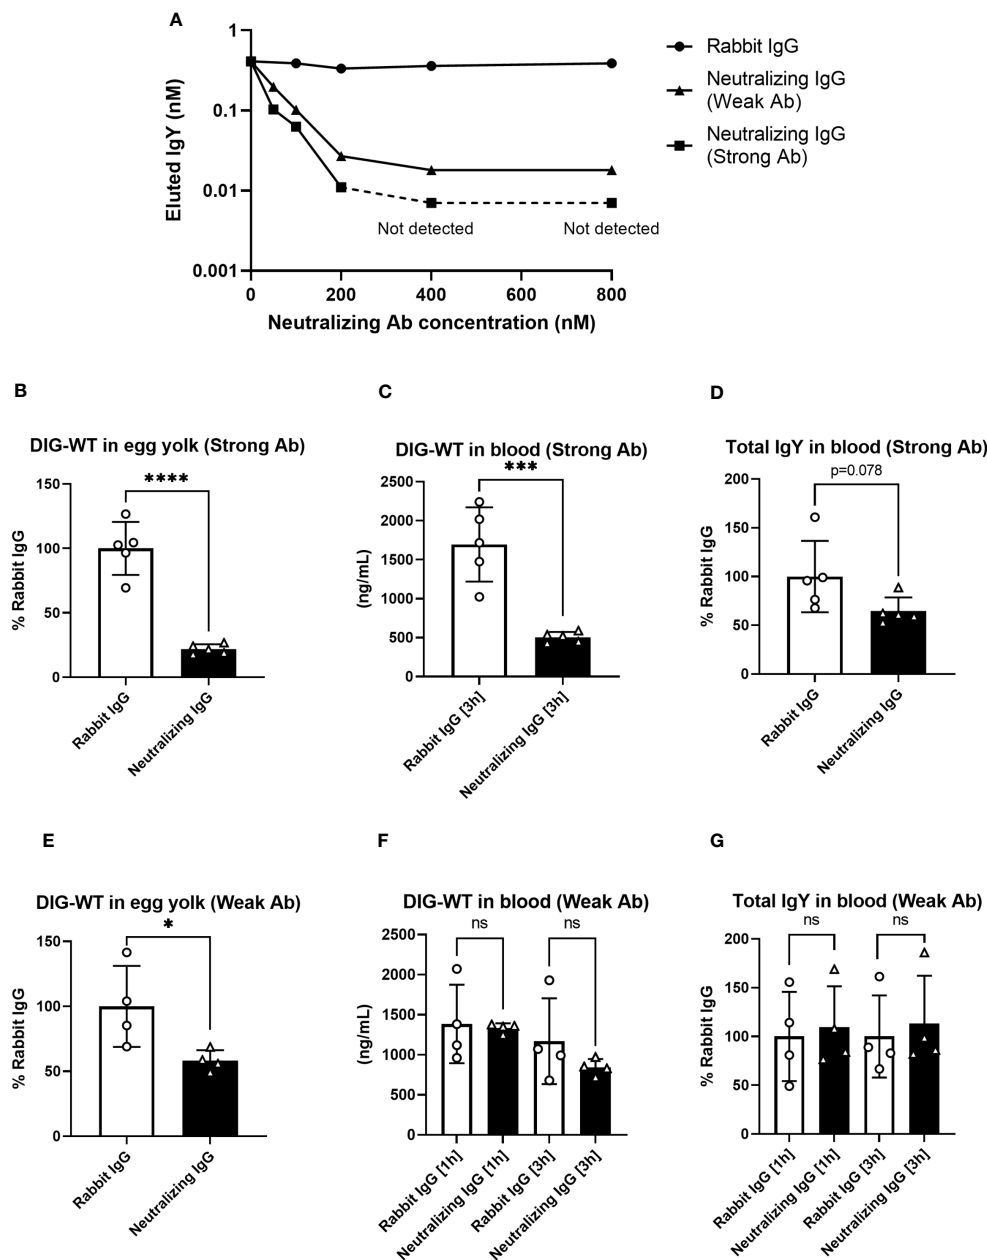 A
1
0.1
0.01
0.001
Eluted IgY (nM)
0
200
400
600
800
Neutralizing Ab concentration (nM)
Not detected
Not detected
Rabbit IgG
Neutralizing IgG
(Weak Ab)
Neutralizing IgG
(Strong Ab)
B
DIG-WT in egg yolk (Strong Ab)
****
150
100
50
0
% Rabbit IgG
Rabbit IgG
Neutralizing IgG
C
DIG-WT in blood (Strong Ab)
***
2500
2000
1500
1000
500
0
(ng/mL)
Rabbit IgG [3h]
Neutralizing IgG [3h]
D
Total IgY in blood (Strong Ab)
p=0.078
200
150
100
50
0
% Rabbit IgG
Rabbit IgG
Neutralizing IgG
E
DIG-WT in egg yolk (Weak Ab)
*
150
100
50
0
% Rabbit IgG
Rabbit IgG
Neutralizing IgG
F
DIG-WT in blood (Weak Ab)
ns
ns
2500
2000
1500
1000
500
0
(ng/mL)
Rabbit IgG [1h]
Neutralizing IgG [1h]
Rabbit IgG [3h]
Neutralizing IgG [3h]
G
Total IgY in blood (Weak Ab)
ns
ns
200
150
100
50
0
% Rabbit IgG
Rabbit IgG [1h]
Neutralizing IgG [1h]
Rabbit IgG [3h]
Neutralizing IgG [3h]